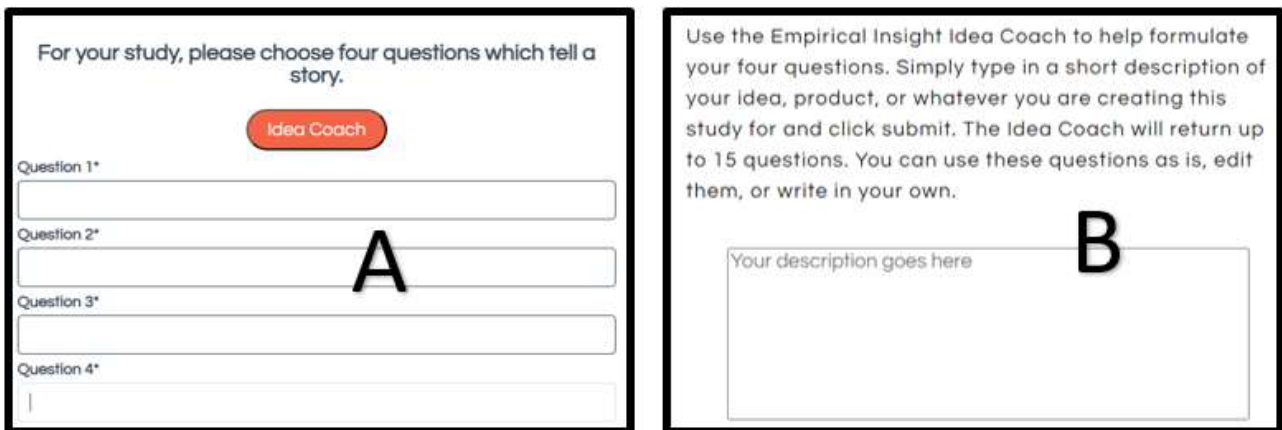 For your study, please choose four questions which tell a
story.
Idea Coach
Question 1*
Question 2*
A
Question 3*
Question 4*
Use the Empirical Insight Idea Coach to help formulate
your four questions. Simply type in a short description of
your idea, product, or whatever you are creating this
study for and click submit. The Idea Coach will return up
to 15 questions. You can use these questions as is, edit
them, or write in your own.
B
Your description goes here